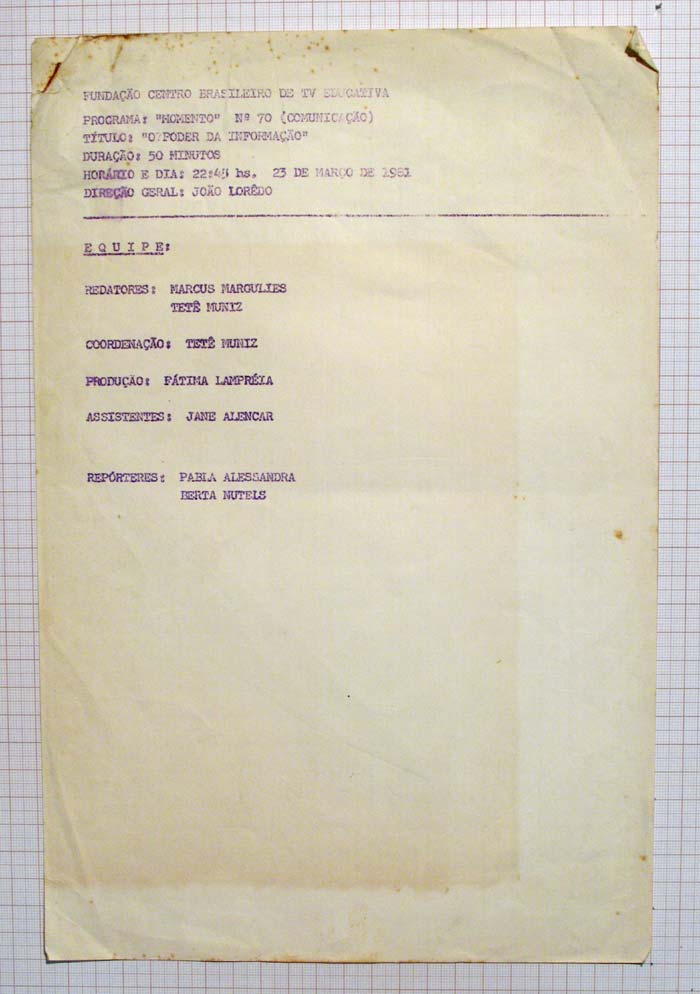 FUNDAÇÃO CENTRO BRASILEIRO DE TV EDUCATIVA
PROGRAMA: "MOMENTO" Nº 70 (COMUNICAÇÃO)
TÍTULO: "O PODER DA INFORMAÇÃO"
DURAÇÃO: 50 MINUTOS
HORÁRIO E DIA: 22:45 hs. 23 DE MARÇO DE 1981
DIREÇÃO GERAL: JOÃO LORÊDO
E Q U I P E:
REDATORES: MARCUS MARGULIES
TETÊ MUNIZ
COORDENAÇÃO: TETÊ MUNIZ
PRODUÇÃO: FÁTIMA LAMPRÉIA
ASSISTENTES: JANE ALENCAR
REPÓRTERES: PABLA ALESSANDRA
BERTA NUTELS